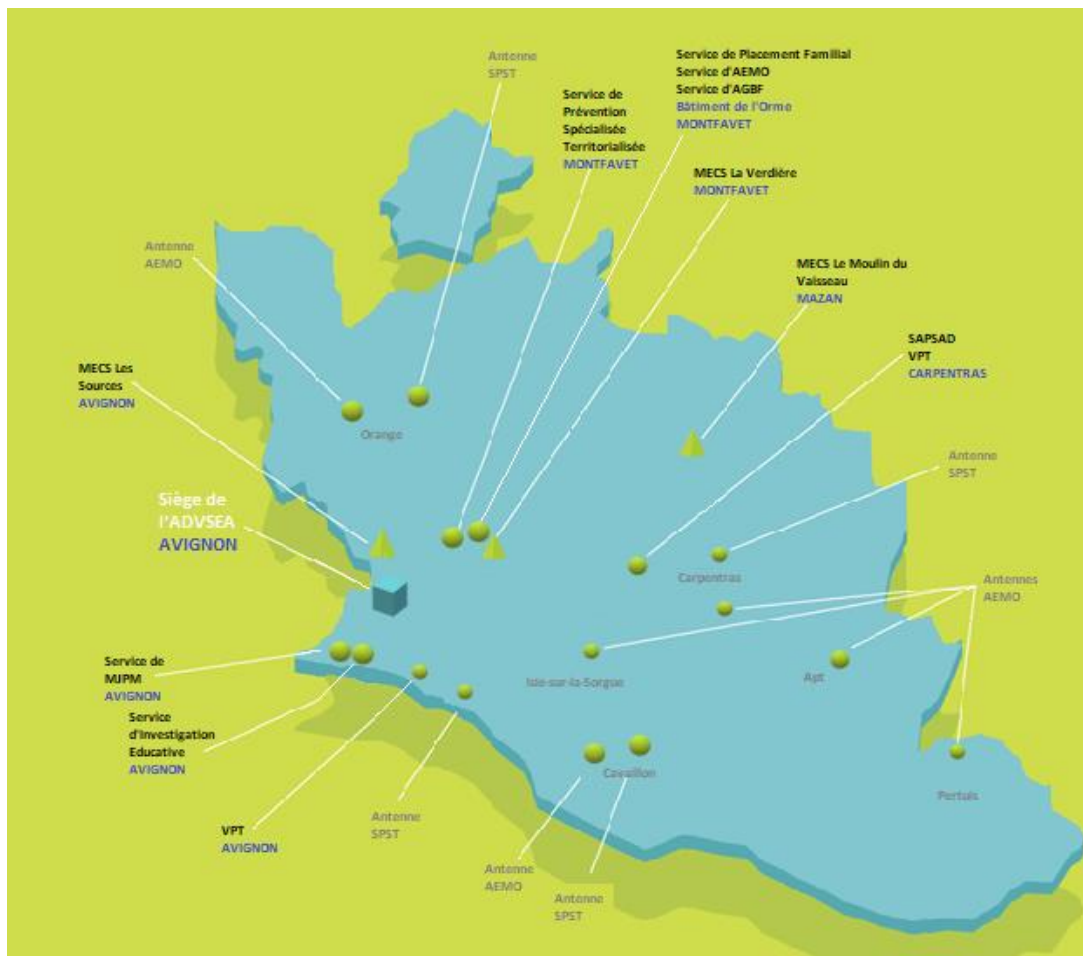 Antenne
SPST
Service de Placement Familial
Service d'AEMO
Service d'AGBF
Bâtiment de l'Orme
MONTFAVET
Service de
Prévention
Spécialisée
Territorialisée
MONTFAVET
MECS La Verdière
MONTFAVET
Antenne
AEMO
MECS Le Moulin du
Vaisseau
MAZAN
SAPSAD
VPT
CARPENTRAS
MECS Les
Sources
AVIGNON
Orange
Antenne
SPST
Siège de
l'ADVSEA
AVIGNON
Carpentras
Antennes
AEMO
Service de
MJPM
AVIGNON
Isle-sur-la-Sorgue
Apt
Service
d'Investigation
Educative
AVIGNON
Cavaillon
Pertuis
Antenne
SPST
VPT
AVIGNON
Antenne
AEMO
Antenne
SPST